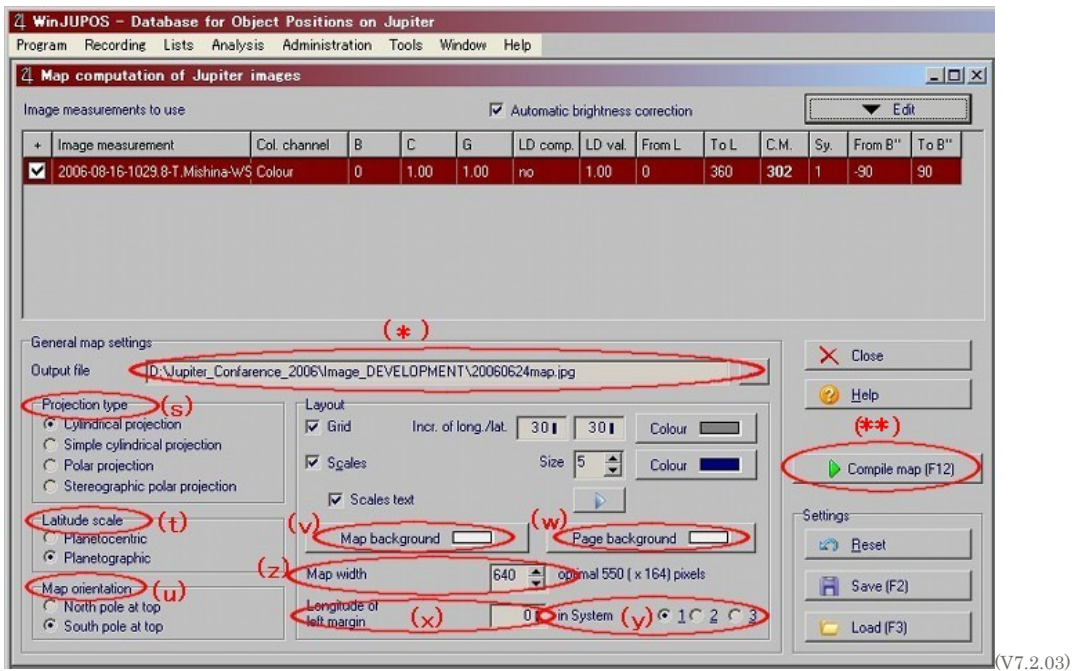 WinJUPOS - Database for Object Positions on Jupiter
Program Recording Lists Analysis Administration Tools Window Help
Map computation of Jupiter images
Image measurements to use
Automatic brightness correction
Edit
+ Image measurement Col. channel B C G LD comp. LD val. From L To L C.M. Sy. From B" To B"
2006-08-16-1029.8-T.Mishina-WS Colour 0 1.00 1.00 no 1.00 0 360 302 1 -90 90
(*)
General map settings
Output file D:\Jupiter_Confarence_2006\Image_DEVELOPMENT\20060624map.jpg
Projection type (s)
Cylindrical projection
Simple cylindrical projection
Polar projection
Stereographic polar projection
Latitude scale (t)
Planetocentric
Planetographic
Map orientation (u)
North pole at top
South pole at top
Layout
Grid Incr. of long./lat. 30 30 Colour
Scales Size 5 Colour
Scales text
(v) Map background (w) Page background
(z) Map width 640 optimal 550 ( x 164) pixels
Longitude of
left margin (x) 0 in System (y) 1 2 3
Close
Help
(**)
Compile map (F12)
Settings
Reset
Save (F2)
Load (F3)
(V7.2.03)